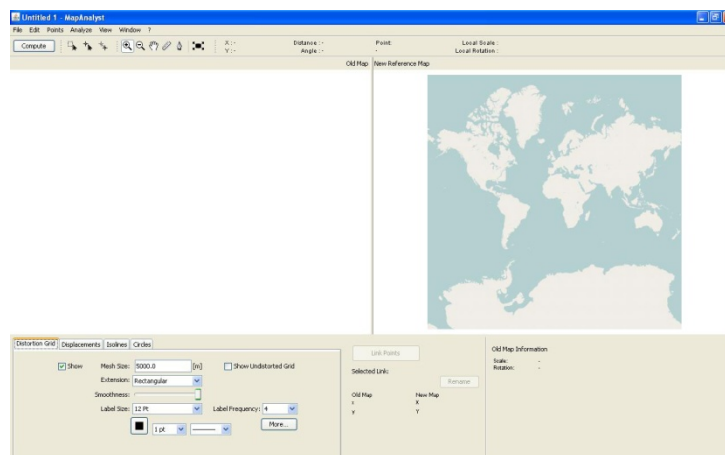 Untitled 1 - MapAnalyst
File Edit Points Analyze View Window ?
Compute X: - Distance : - Point: Local Scale :
Y: - Angle : - - Local Rotation :
Old Map New Reference Map
Distortion Grid Displacements Isolines Circles
Show Mesh Size: 5000.0 [m] Show Undistorted Grid
Extension: Rectangular
Smoothness:
Label Size: 12 Pt Label Frequency: 4
1 pt More...
Link Points
Selected Link:
Rename
Old Map New Map
x X
y Y
Old Map Information
Scale: -
Rotation: -